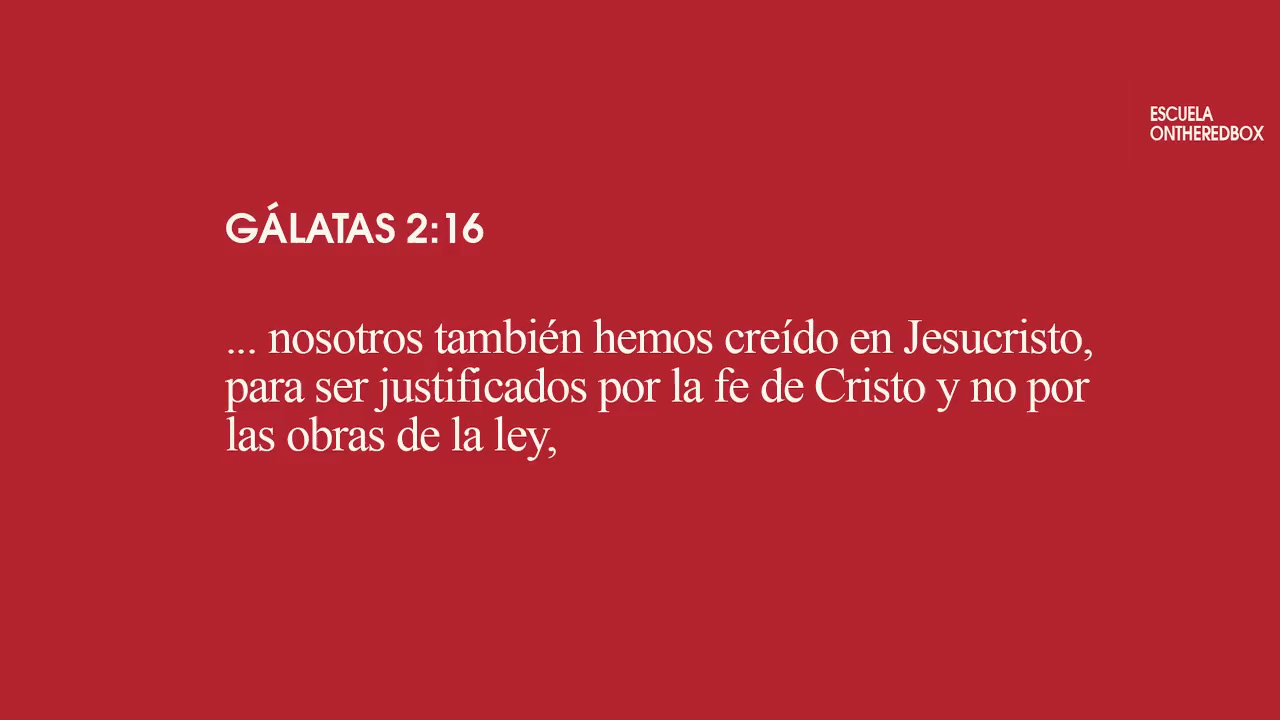 ESCUELA
ONTHEREDBOX
GÁLATAS 2:16
... nosotros también hemos creído en Jesucristo,
para ser justificados por la fe de Cristo y no por
las obras de la ley,